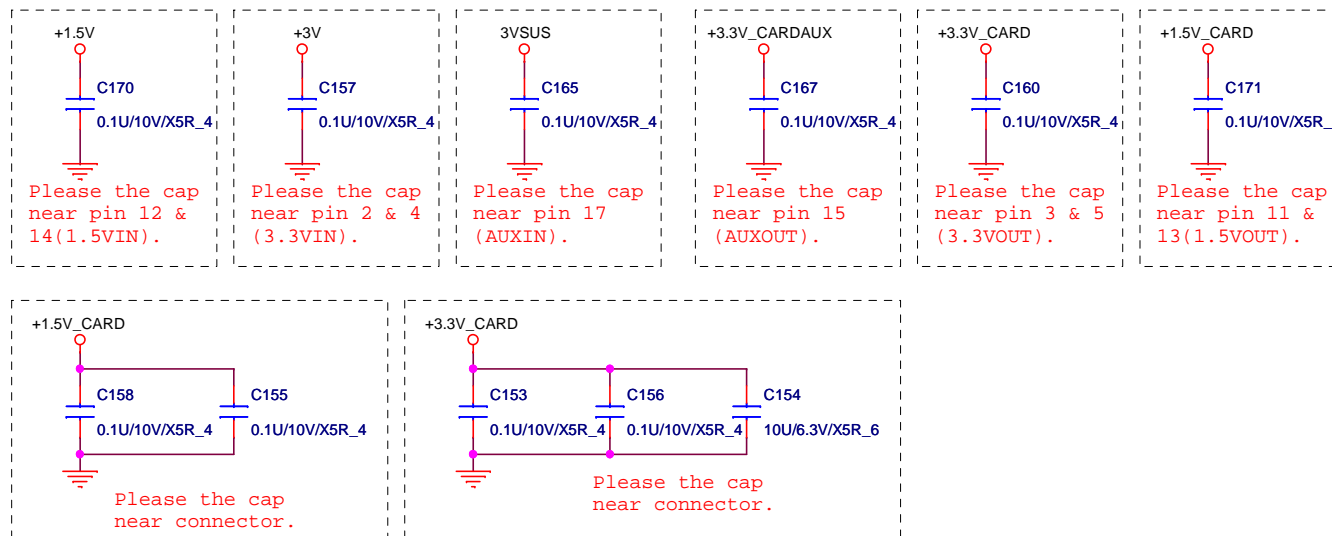 +1.5V
C170
0.1U/10V/X5R_4
Please the cap
near pin 12 &
14(1.5VIN).
+3V
C157
0.1U/10V/X5R_4
Please the cap
near pin 2 & 4
(3.3VIN).
3VSUS
C165
0.1U/10V/X5R_4
Please the cap
near pin 17
(AUXIN).
+3.3V_CARDAUX
C167
0.1U/10V/X5R_4
Please the cap
near pin 15
(AUXOUT).
+3.3V_CARD
C160
0.1U/10V/X5R_4
Please the cap
near pin 3 & 5
(3.3VOUT).
+1.5V_CARD
C171
0.1U/10V/X5R_
Please the cap
near pin 11 &
13(1.5VOUT).
+1.5V_CARD
C158
0.1U/10V/X5R_4
C155
0.1U/10V/X5R_4
Please the cap
near connector.
+3.3V_CARD
C153
0.1U/10V/X5R_4
C156
0.1U/10V/X5R_4
C154
10U/6.3V/X5R_6
Please the cap
near connector.